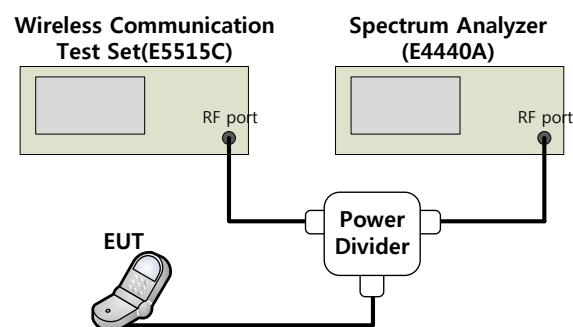 Wireless Communication
Test Set(E5515C)
Spectrum Analyzer
(E4440A)
RF port
RF port
Power
Divider
EUT